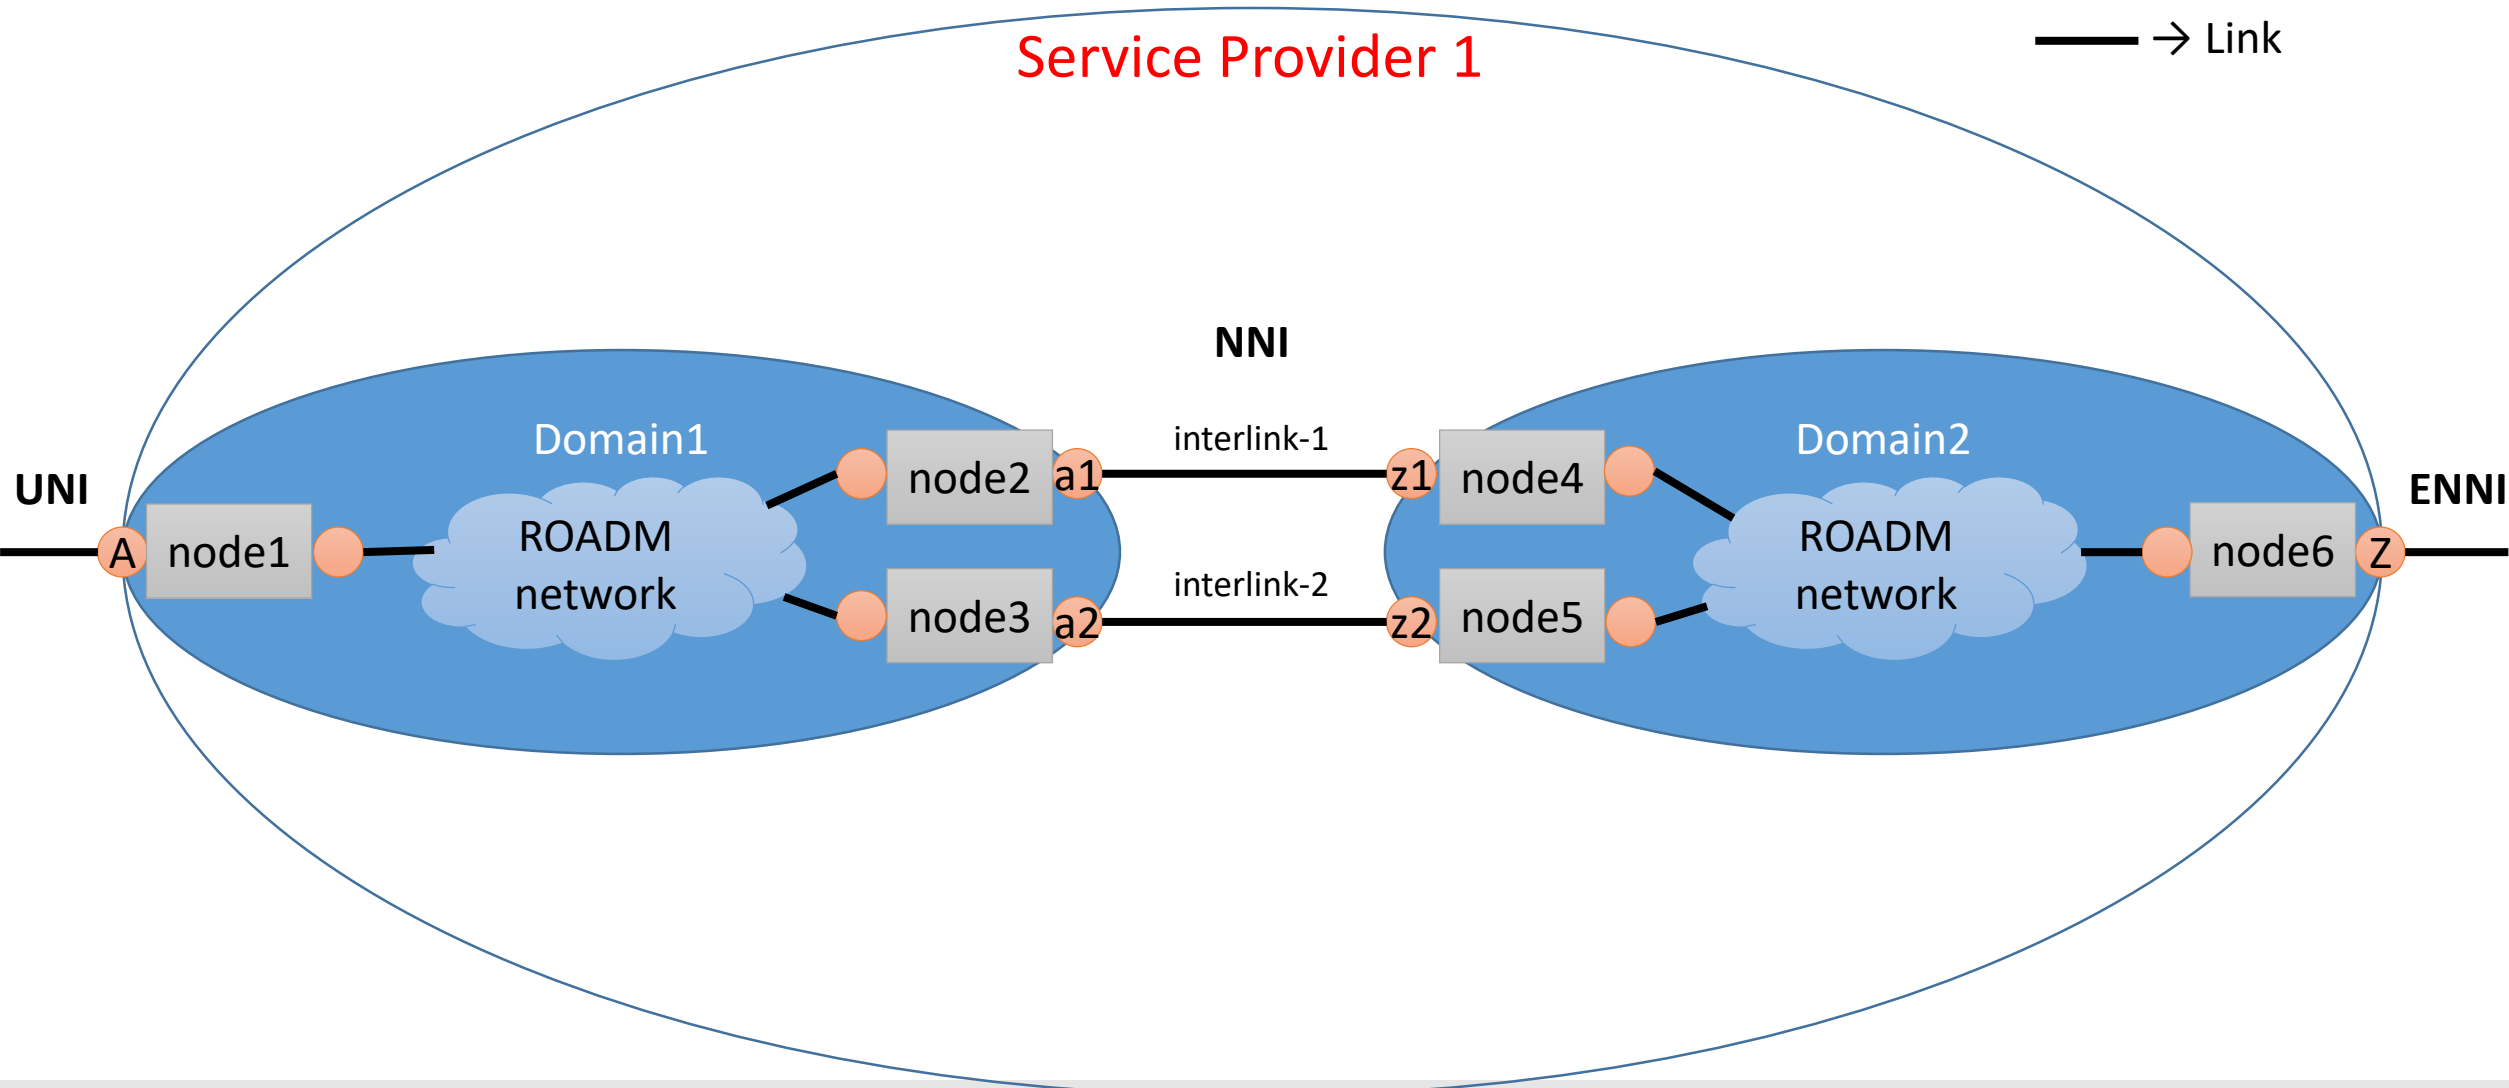 Service Provider 1
→ Link
NNI
UNI
Domain1
interlink-1
Domain2
ENNI
A
node1
ROADM
network
node2
a1
z1
node4
ROADM
network
node6
Z
interlink-2
node3
a2
z2
node5